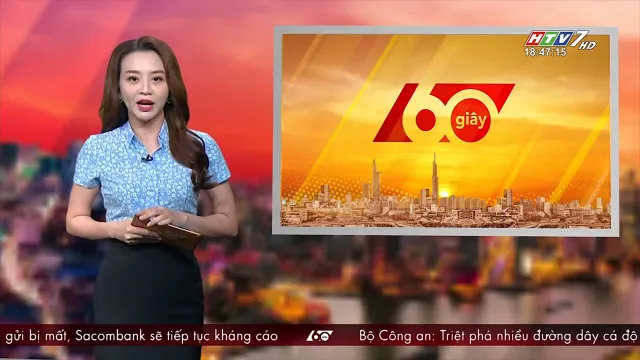 HTV7 HD
18:47:15
60 giây
gửi bị mất, Sacombank sẽ tiếp tục kháng cáo
60
Bộ Công an: Triệt phá nhiều đường dây cá độ